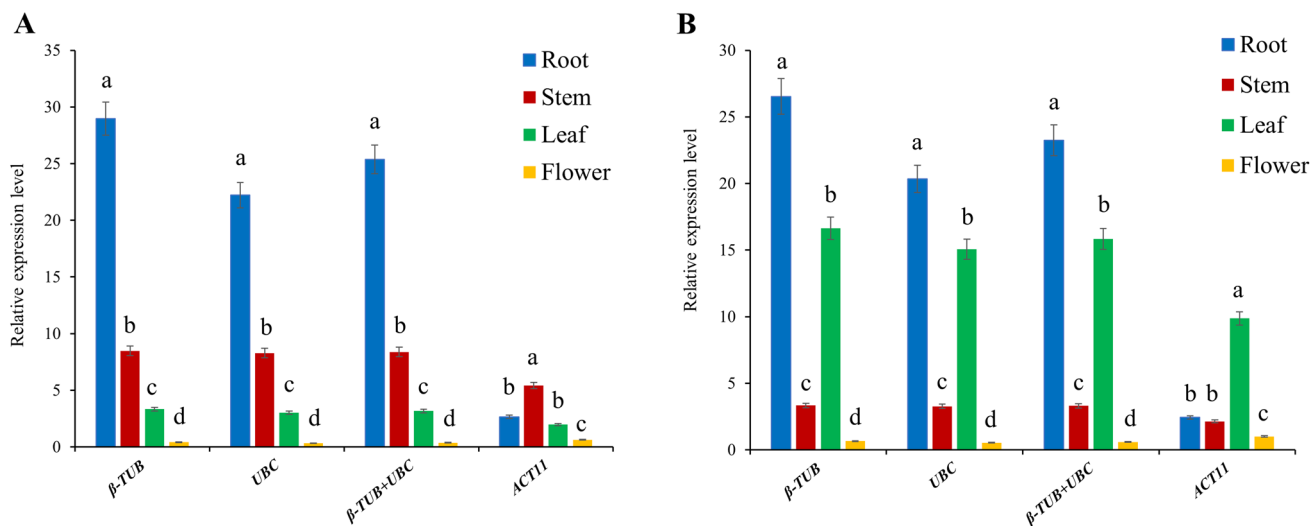 A
Relative expression level
35
30
25
20
15
10
5
0
Root
Stem
Leaf
Flower
a
b
c
d
a
b
c
d
a
b
c
d
b
a
b
c
β-TUB
UBC
β-TUB+UBC
ACT11
B
Relative expression level
30
25
20
15
10
5
0
Root
Stem
Leaf
Flower
a
c
b
d
a
c
b
d
a
c
b
d
b
b
a
c
β-TUB
UBC
β-TUB+UBC
ACT11